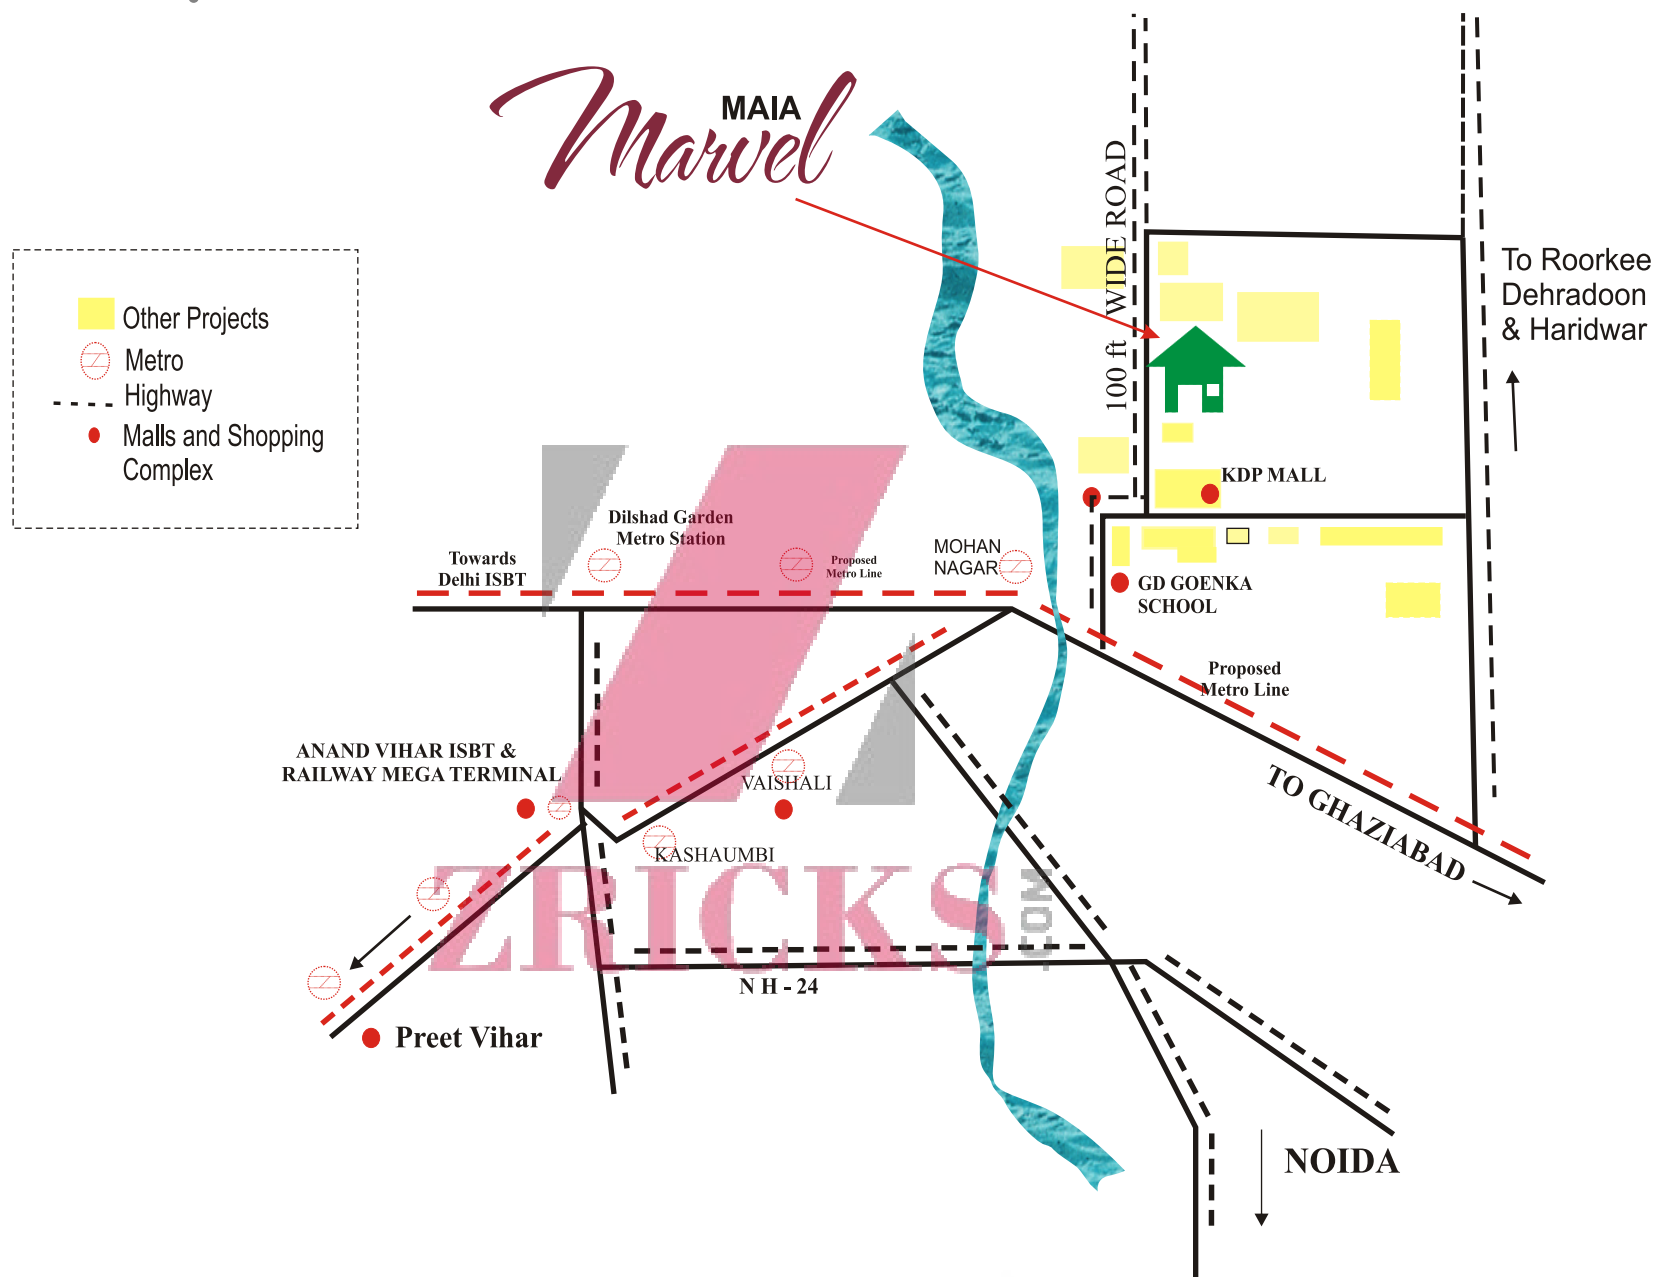 MAIA
Marvel
100 ft WIDE ROAD
To Roorkee
Dehradoon
& Haridwar
Other Projects
Metro
Highway
Malls and Shopping
Complex
KDP MALL
Dilshad Garden
Metro Station
Towards
Delhi ISBT
Proposed
Metro Line
MOHAN
NAGAR
GD GOENKA
SCHOOL
Proposed
Metro Line
ANAND VIHAR ISBT &
RAILWAY MEGA TERMINAL
VAISHALI
KASHAUMBI
TO GHAZIABAD
ZRICKS
.COM
N H - 24
Preet Vihar
NOIDA